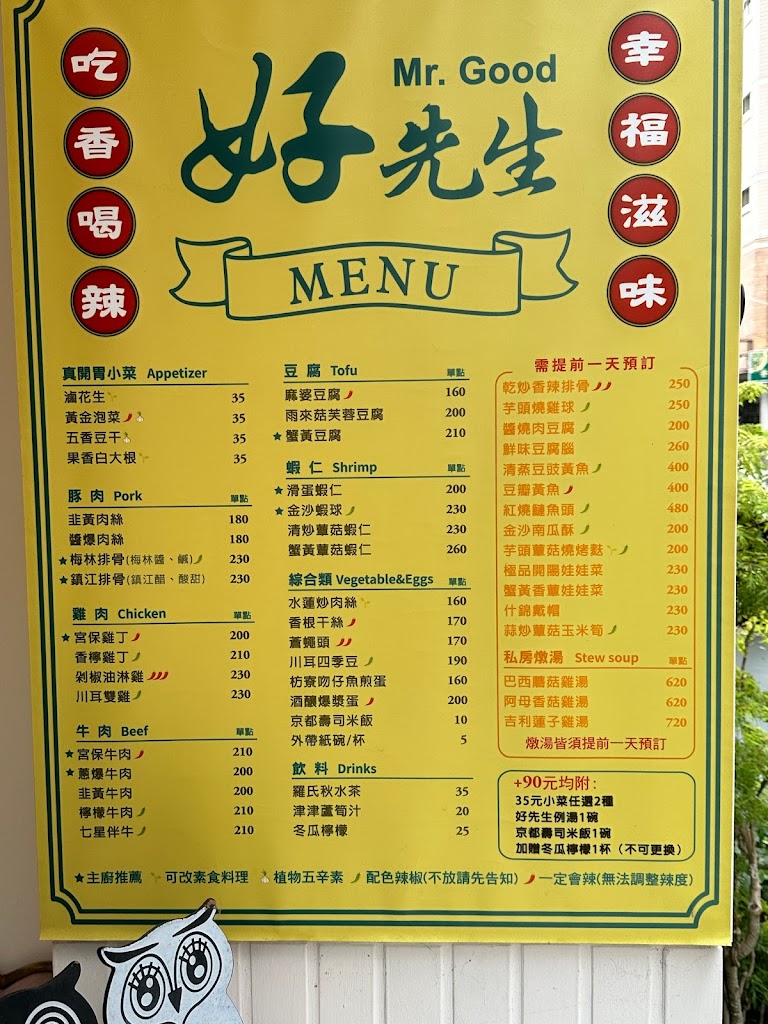 吃香喝辣
Mr. Good
好先生
幸福滋味
MENU
真開胃小菜 Appetizer
滷花生 35
黃金泡菜 35
五香豆干 35
果香白大根 35
豚肉 Pork 單點
韭黃肉絲 180
醬爆肉絲 180
★梅林排骨(梅林醬、鹹) 230
★鎮江排骨(鎮江醋、酸甜) 230
雞肉 Chicken 單點
★宮保雞丁 200
香檸雞丁 210
剁椒油淋雞 230
川耳雙雞 230
牛肉 Beef 單點
★宮保牛肉 210
★蔥爆牛肉 200
韭黃牛肉 200
檸檬牛肉 210
七星伴牛 210
豆腐 Tofu 單點
麻婆豆腐 160
雨來菇芙蓉豆腐 200
★蟹黃豆腐 210
蝦仁 Shrimp 單點
★滑蛋蝦仁 200
★金沙蝦球 230
清炒蕈菇蝦仁 230
蟹黃蕈菇蝦仁 260
綜合類 Vegetable&Eggs 單點
水蓮炒肉絲 160
香根干絲 170
蒼蠅頭 170
川耳四季豆 190
枋寮吻仔魚煎蛋 160
酒釀爆漿蛋 200
京都壽司米飯 10
外帶紙碗/杯 5
飲料 Drinks
羅氏秋水茶 35
津津蘆筍汁 20
冬瓜檸檬 25
需提前一天預訂
乾炒香辣排骨 250
芋頭燒雞球 250
醬燒肉豆腐 200
鮮味豆腐腦 260
清蒸豆豉黃魚 400
豆瓣黃魚 400
紅燒鰱魚頭 480
金沙南瓜酥 200
芋頭蕈菇燒烤麩 200
極品開陽娃娃菜 230
蟹黃香蕈娃娃菜 230
什錦戴帽 230
蒜炒蕈菇玉米筍 230
私房燉湯 Stew soup 單點
巴西蘑菇雞湯 620
阿母香菇雞湯 620
吉利蓮子雞湯 720
燉湯皆須提前一天預訂
+90元均附:
35元小菜任選2種
好先生例湯1碗
京都壽司米飯1碗
加贈冬瓜檸檬1杯（不可更換）
★主廚推薦 可改素食料理 植物五辛素 配色辣椒(不放請先告知) 一定會辣(無法調整辣度)